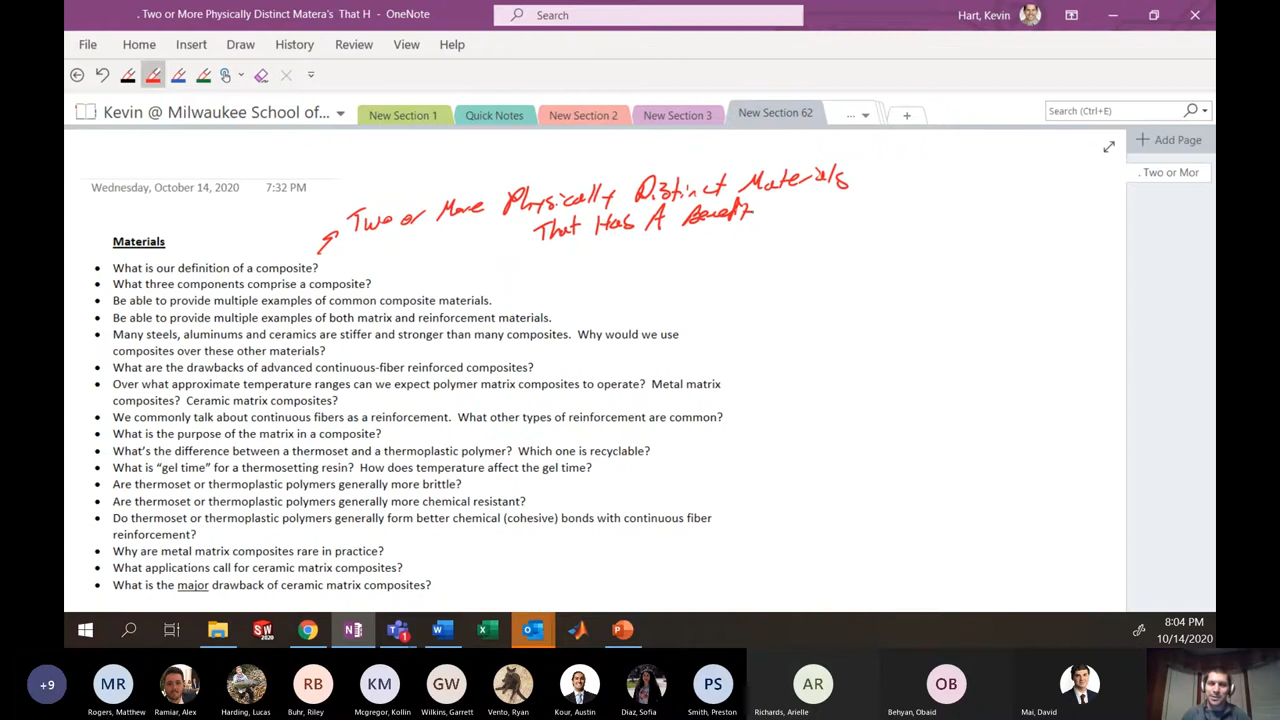 . Two or More Physically Distinct Matera's That H - OneNote
Search
Hart, Kevin
File Home Insert Draw History Review View Help
Kevin @ Milwaukee School of...
New Section 1
Quick Notes
New Section 2
New Section 3
New Section 62
...
Search (Ctrl+E)
Add Page
. Two or Mor
Wednesday, October 14, 2020 7:32 PM
Two or More Physically Distinct Materials
That Has A Benefit
Materials
• What is our definition of a composite?
• What three components comprise a composite?
• Be able to provide multiple examples of common composite materials.
• Be able to provide multiple examples of both matrix and reinforcement materials.
• Many steels, aluminums and ceramics are stiffer and stronger than many composites. Why would we use
composites over these other materials?
• What are the drawbacks of advanced continuous-fiber reinforced composites?
• Over what approximate temperature ranges can we expect polymer matrix composites to operate? Metal matrix
composites? Ceramic matrix composites?
• We commonly talk about continuous fibers as a reinforcement. What other types of reinforcement are common?
• What is the purpose of the matrix in a composite?
• What's the difference between a thermoset and a thermoplastic polymer? Which one is recyclable?
• What is “gel time” for a thermosetting resin? How does temperature affect the gel time?
• Are thermoset or thermoplastic polymers generally more brittle?
• Are thermoset or thermoplastic polymers generally more chemical resistant?
• Do thermoset or thermoplastic polymers generally form better chemical (cohesive) bonds with continuous fiber
reinforcement?
• Why are metal matrix composites rare in practice?
• What applications call for ceramic matrix composites?
• What is the major drawback of ceramic matrix composites?
8:04 PM
10/14/2020
+9
MR
RB
KM
GW
PS
AR
OB
Rogers, Matthew
Ramiar, Alex
Harding, Lucas
Buhr, Riley
Mcgregor, Kollin
Wilkins, Garrett
Vento, Ryan
Kour, Austin
Diaz, Sofia
Smith, Preston
Richards, Arielle
Behyan, Obaid
Mai, David